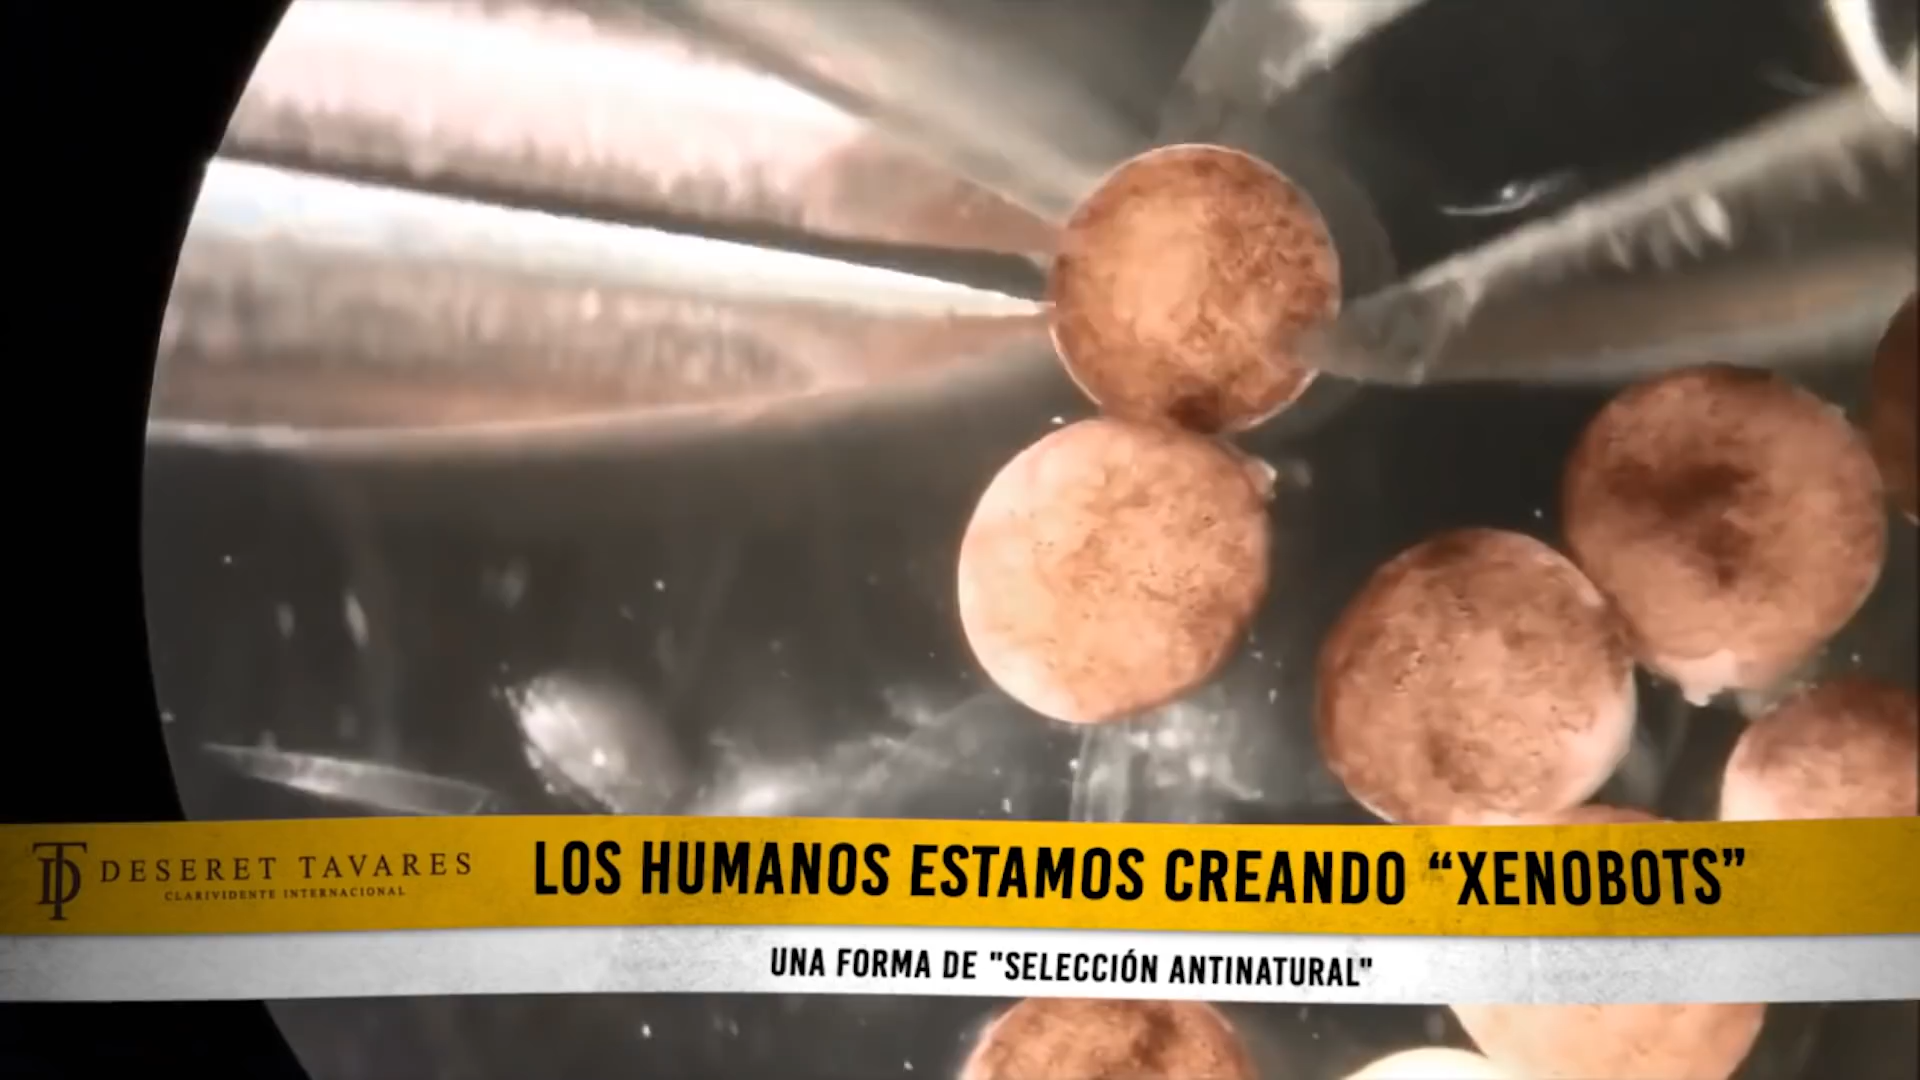 DESERET TAVARES
CLARIVIDENTE INTERNACIONAL
LOS HUMANOS ESTAMOS CREANDO “XENOBOTS”
UNA FORMA DE "SELECCIÓN ANTINATURAL"